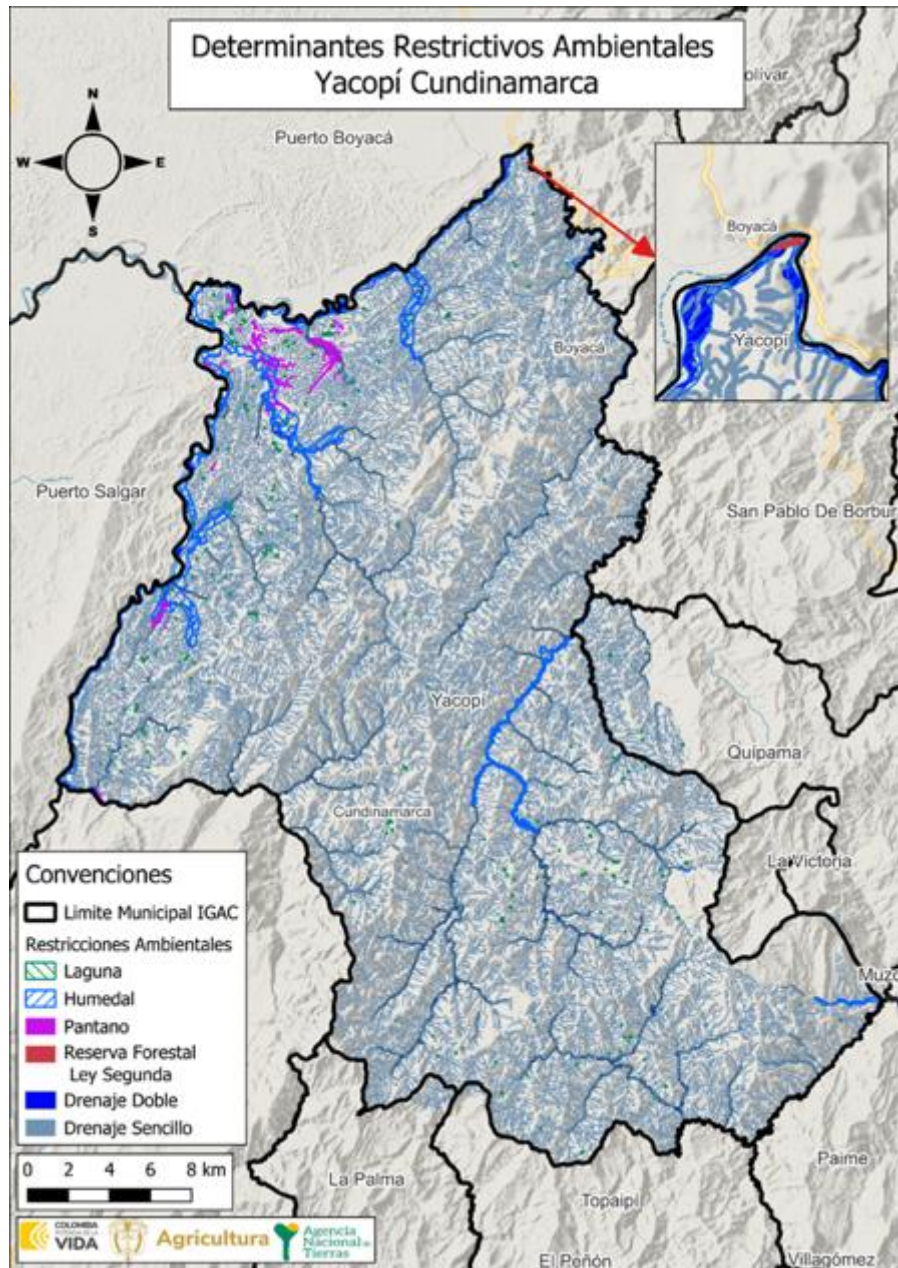 Determinantes Restrictivos Ambientales
Yacopí Cundinamarca
olívar
Puerto Boyacá
N
W
E
S
Boyacá
Yacopí
Boyacá
Puerto Salgar
San Pablo De Borbur
Yacopí
Quipama
Cundinamarca
La Victoria
Muzo
Convenciones
Limite Municipal IGAC
Restricciones Ambientales
Laguna
Humedal
Pantano
Reserva Forestal
Ley Segunda
Drenaje Doble
Drenaje Sencillo
0 2 4 6 8 km
La Palma
Topaipí
Paime
El Peñón
Villagómez
COLOMBIA
VIDA
Agricultura
Agencia
Nacional de
Tierras